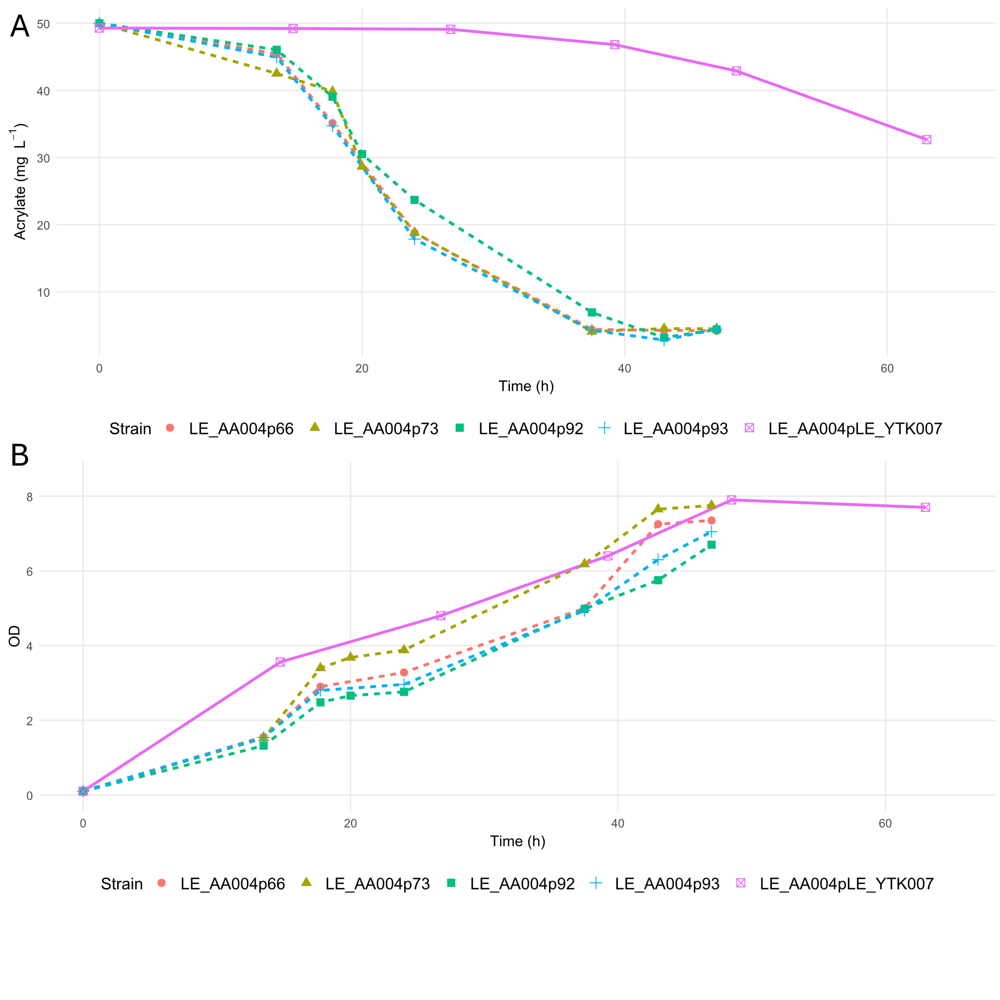 A
50
40
30
20
10
Acrylate (mg L⁻¹)
0 20 40 60
Time (h)
Strain LE_AA004p66 LE_AA004p73 LE_AA004p92 LE_AA004p93 LE_AA004pLE_YTK007
B
8
6
4
2
0
OD
0 20 40 60
Time (h)
Strain LE_AA004p66 LE_AA004p73 LE_AA004p92 LE_AA004p93 LE_AA004pLE_YTK007